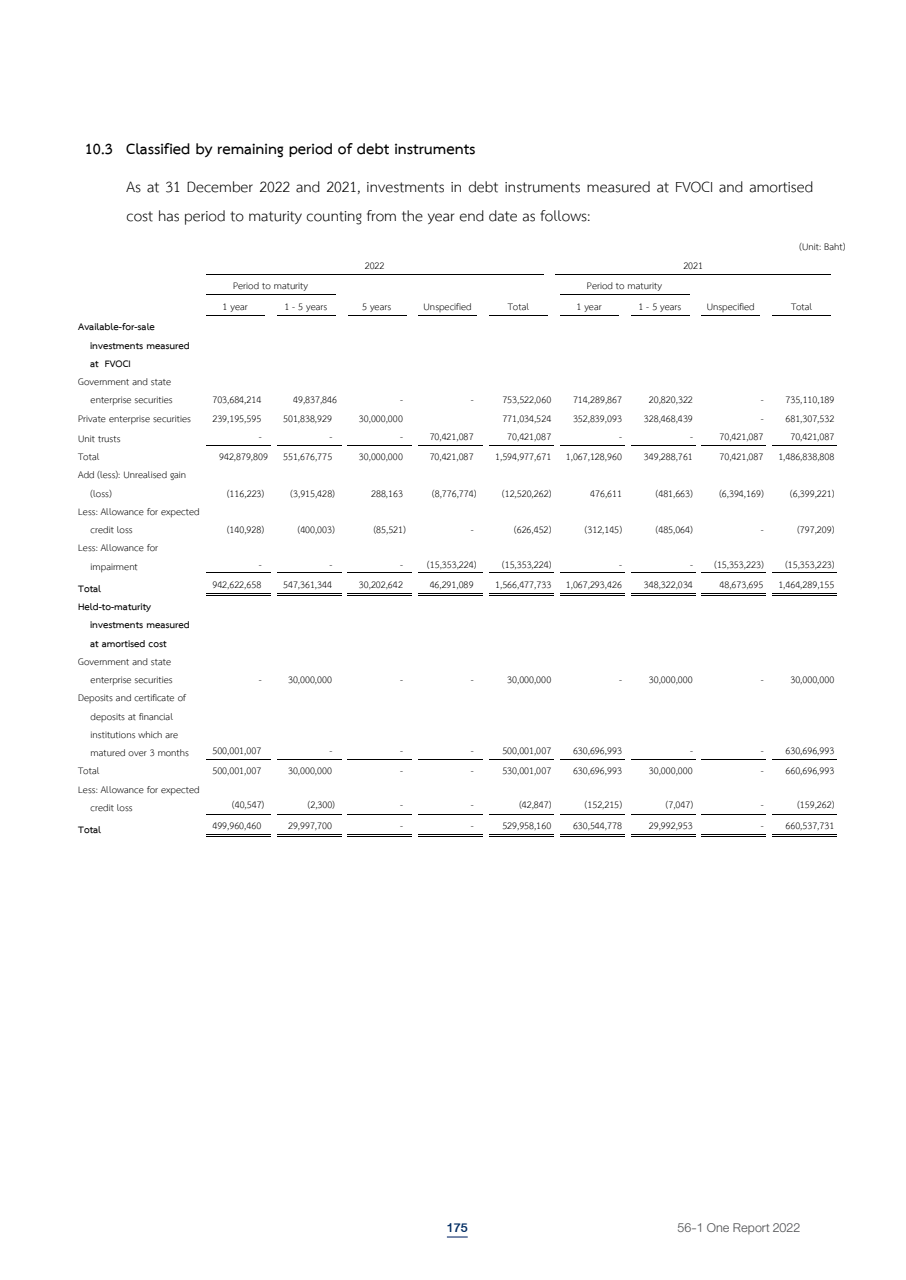 10.3 Classified by remaining period of debt instruments
As at 31 December 2022 and 2021, investments in debt instruments measured at FVOCI and amortised
cost has period to maturity counting from the year end date as follows:
(Unit: Baht)
2022 2021
Period to maturity Period to maturity
1 year 1 - 5 years 5 years Unspecified Total 1 year 1 - 5 years Unspecified Total
Available-for-sale
investments measured
at FVOCI
Government and state
enterprise securities 703,684,214 49,837,846 - - 753,522,060 714,289,867 20,820,322 - 735,110,189
Private enterprise securities 239,195,595 501,838,929 30,000,000 771,034,524 352,839,093 328,468,439 - 681,307,532
Unit trusts - - - 70,421,087 70,421,087 - - 70,421,087 70,421,087
Total 942,879,809 551,676,775 30,000,000 70,421,087 1,594,977,671 1,067,128,960 349,288,761 70,421,087 1,486,838,808
Add (less): Unrealised gain
(loss) (116,223) (3,915,428) 288,163 (8,776,774) (12,520,262) 476,611 (481,663) (6,394,169) (6,399,221)
Less: Allowance for expected
credit loss (140,928) (400,003) (85,521) - (626,452) (312,145) (485,064) - (797,209)
Less: Allowance for
impairment - - - (15,353,224) (15,353,224) - - (15,353,223) (15,353,223)
Total 942,622,658 547,361,344 30,202,642 46,291,089 1,566,477,733 1,067,293,426 348,322,034 48,673,695 1,464,289,155
Held-to-maturity
investments measured
at amortised cost
Government and state
enterprise securities - 30,000,000 - - 30,000,000 - 30,000,000 - 30,000,000
Deposits and certificate of
deposits at financial
institutions which are
matured over 3 months 500,001,007 - - - 500,001,007 630,696,993 - - 630,696,993
Total 500,001,007 30,000,000 - - 530,001,007 630,696,993 30,000,000 - 660,696,993
Less: Allowance for expected
credit loss (40,547) (2,300) - - (42,847) (152,215) (7,047) - (159,262)
Total 499,960,460 29,997,700 - - 529,958,160 630,544,778 29,992,953 - 660,537,731
175 56-1 One Report 2022